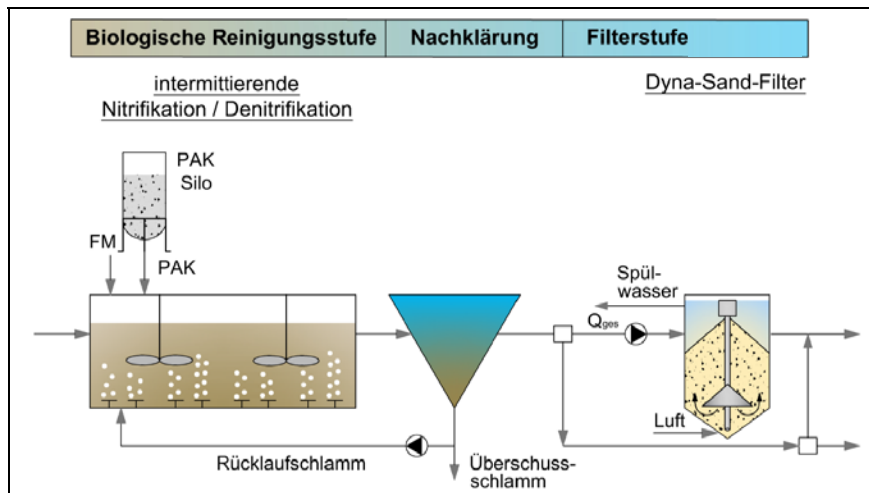 Biologische Reinigungsstufe
Nachklärung
Filterstufe
intermittierende
Nitrifikation / Denitrifikation
Dyna-Sand-Filter
PAK
Silo
FM
PAK
Spül-
wasser
Qges
Luft
Rücklaufschlamm
Überschuss-
schlamm